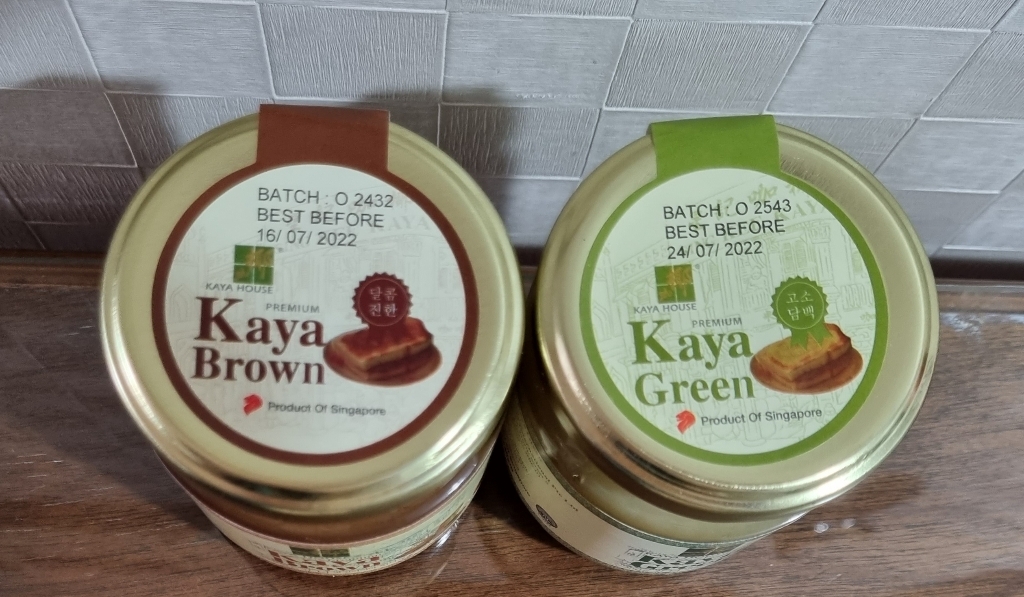 BATCH : O 2432
BEST BEFORE
16/ 07/ 2022
KAYA HOUSE
PREMIUM
달콤
진한
Kaya
Brown
Product Of Singapore
BATCH : O 2543
BEST BEFORE
24/ 07/ 2022
KAYA HOUSE
PREMIUM
고소
담백
Kaya
Green
Product Of Singapore